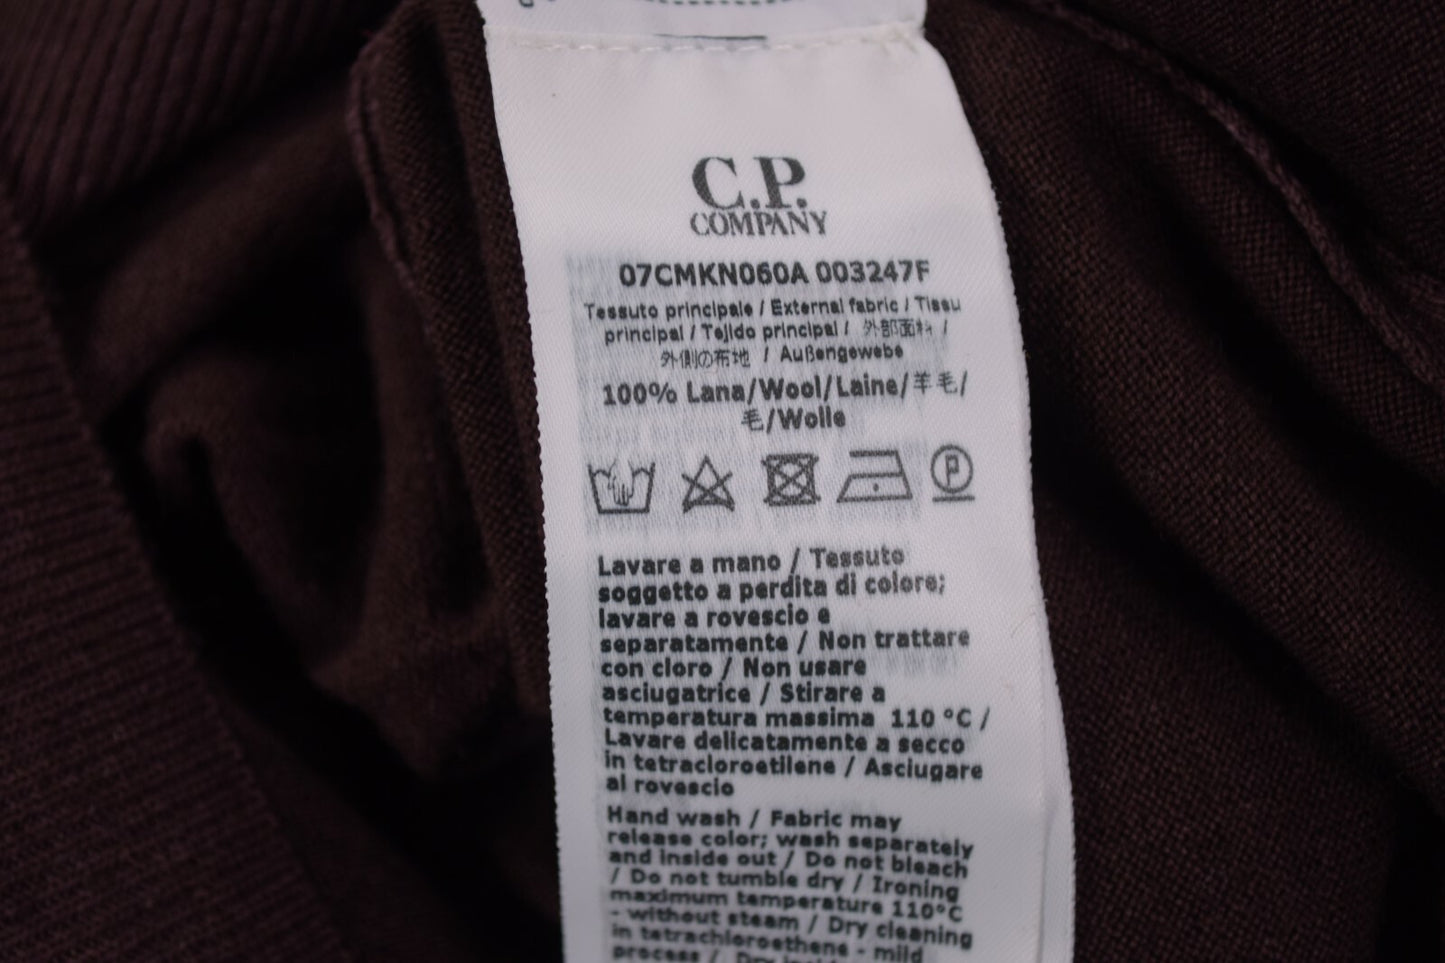 C.P.
COMPANY
07CMKN060A 003247F
Tessuto principale / External fabric / Tissu
principal / Tejido principal / 外部面料 /
外側の布地 / Außengewebe
100% Lana/Wool/Laine/羊毛/
毛/Wolle
P
Lavare a mano / Tessuto
soggetto a perdita di colore;
lavare a rovescio e
separatamente / Non trattare
con cloro / Non usare
asciugatrice / Stirare a
temperatura massima 110 °C /
Lavare delicatamente a secco
in tetracloroetilene / Asciugare
al rovescio
Hand wash / Fabric may
release color; wash separately
and inside out / Do not bleach
/ Do not tumble dry / Ironing
maximum temperature 110°C
- without steam / Dry cleaning
in tetrachloroethene - mild
process / Dry